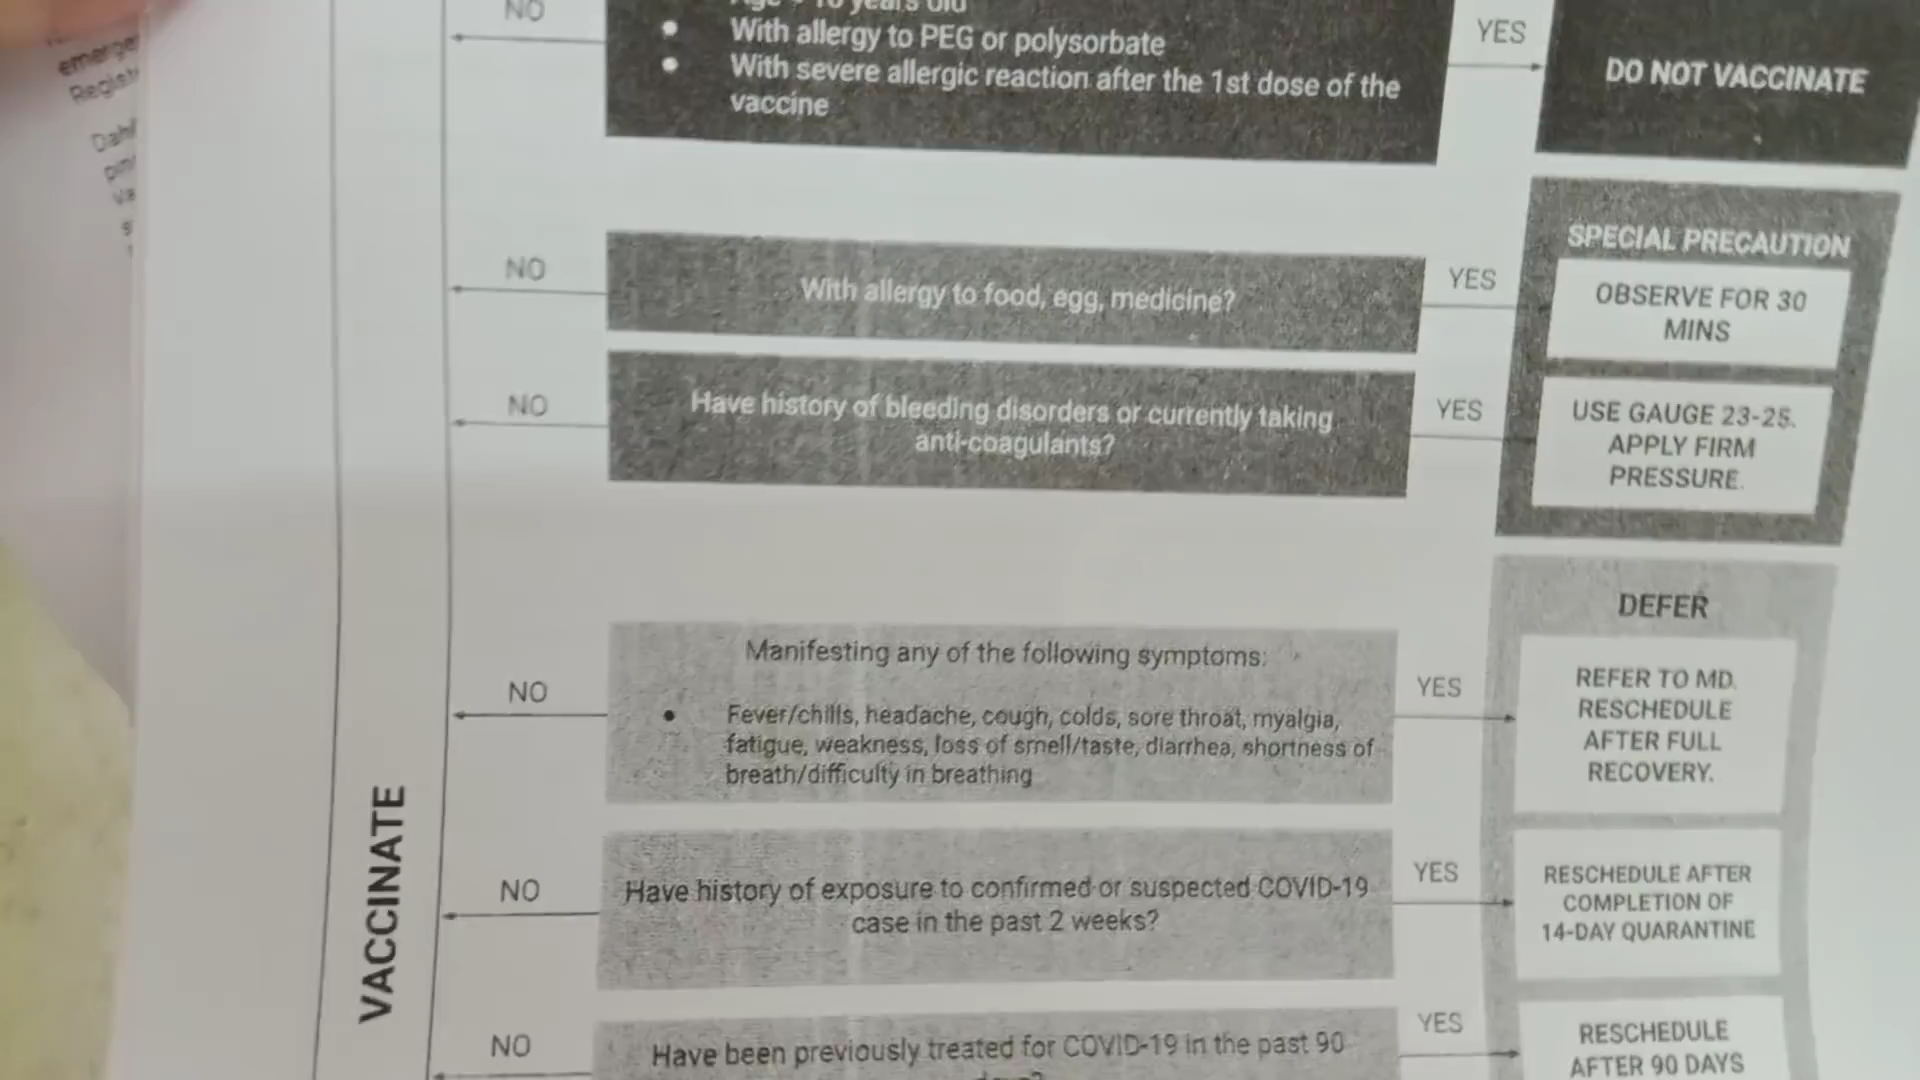 NO
years old
With allergy to PEG or polysorbate
With severe allergic reaction after the 1st dose of the
vaccine
YES
DO NOT VACCINATE
NO
With allergy to food, egg, medicine?
YES
SPECIAL PRECAUTION
OBSERVE FOR 30
MINS
NO
Have history of bleeding disorders or currently taking
anti-coagulants?
YES
USE GAUGE 23-25.
APPLY FIRM
PRESSURE.
DEFER
NO
Manifesting any of the following symptoms:
Fever/chills, headache, cough, colds, sore throat, myalgia,
fatigue, weakness, loss of smell/taste, diarrhea, shortness of
breath/difficulty in breathing
YES
REFER TO MD.
RESCHEDULE
AFTER FULL
RECOVERY.
NO
Have history of exposure to confirmed or suspected COVID-19
case in the past 2 weeks?
YES
RESCHEDULE AFTER
COMPLETION OF
14-DAY QUARANTINE
NO
Have been previously treated for COVID-19 in the past 90
YES
RESCHEDULE
AFTER 90 DAYS
VACCINATE